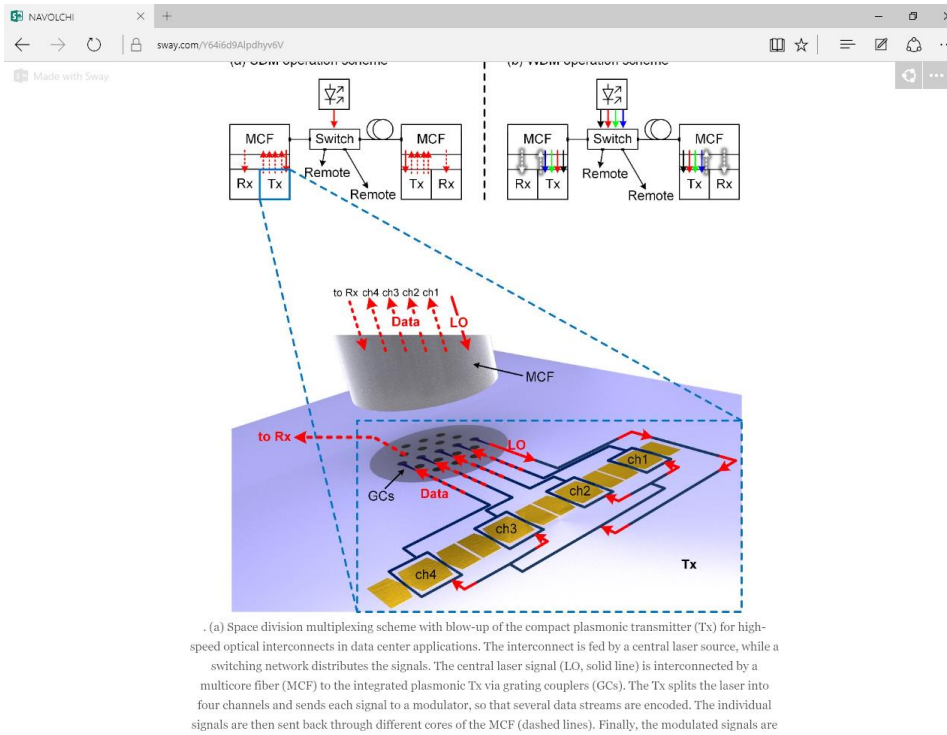 NAVOLCHI
sway.com/Y64i6d9Alpdhyv6V
Made with Sway
(a) SDM operation scheme
(b) WDM operation scheme
MCF
Switch
MCF
Rx
Tx
Remote
Remote
Tx
Rx
MCF
Switch
MCF
Rx
Tx
Remote
Remote
Tx
Rx
to Rx ch4 ch3 ch2 ch1
Data
LO
MCF
to Rx
LO
GCs
Data
ch1
ch2
ch3
ch4
Tx
. (a) Space division multiplexing scheme with blow-up of the compact plasmonic transmitter (Tx) for high-
speed optical interconnects in data center applications. The interconnect is fed by a central laser source, while a
switching network distributes the signals. The central laser signal (LO, solid line) is interconnected by a
multicore fiber (MCF) to the integrated plasmonic Tx via grating couplers (GCs). The Tx splits the laser into
four channels and sends each signal to a modulator, so that several data streams are encoded. The individual
signals are then sent back through different cores of the MCF (dashed lines). Finally, the modulated signals are